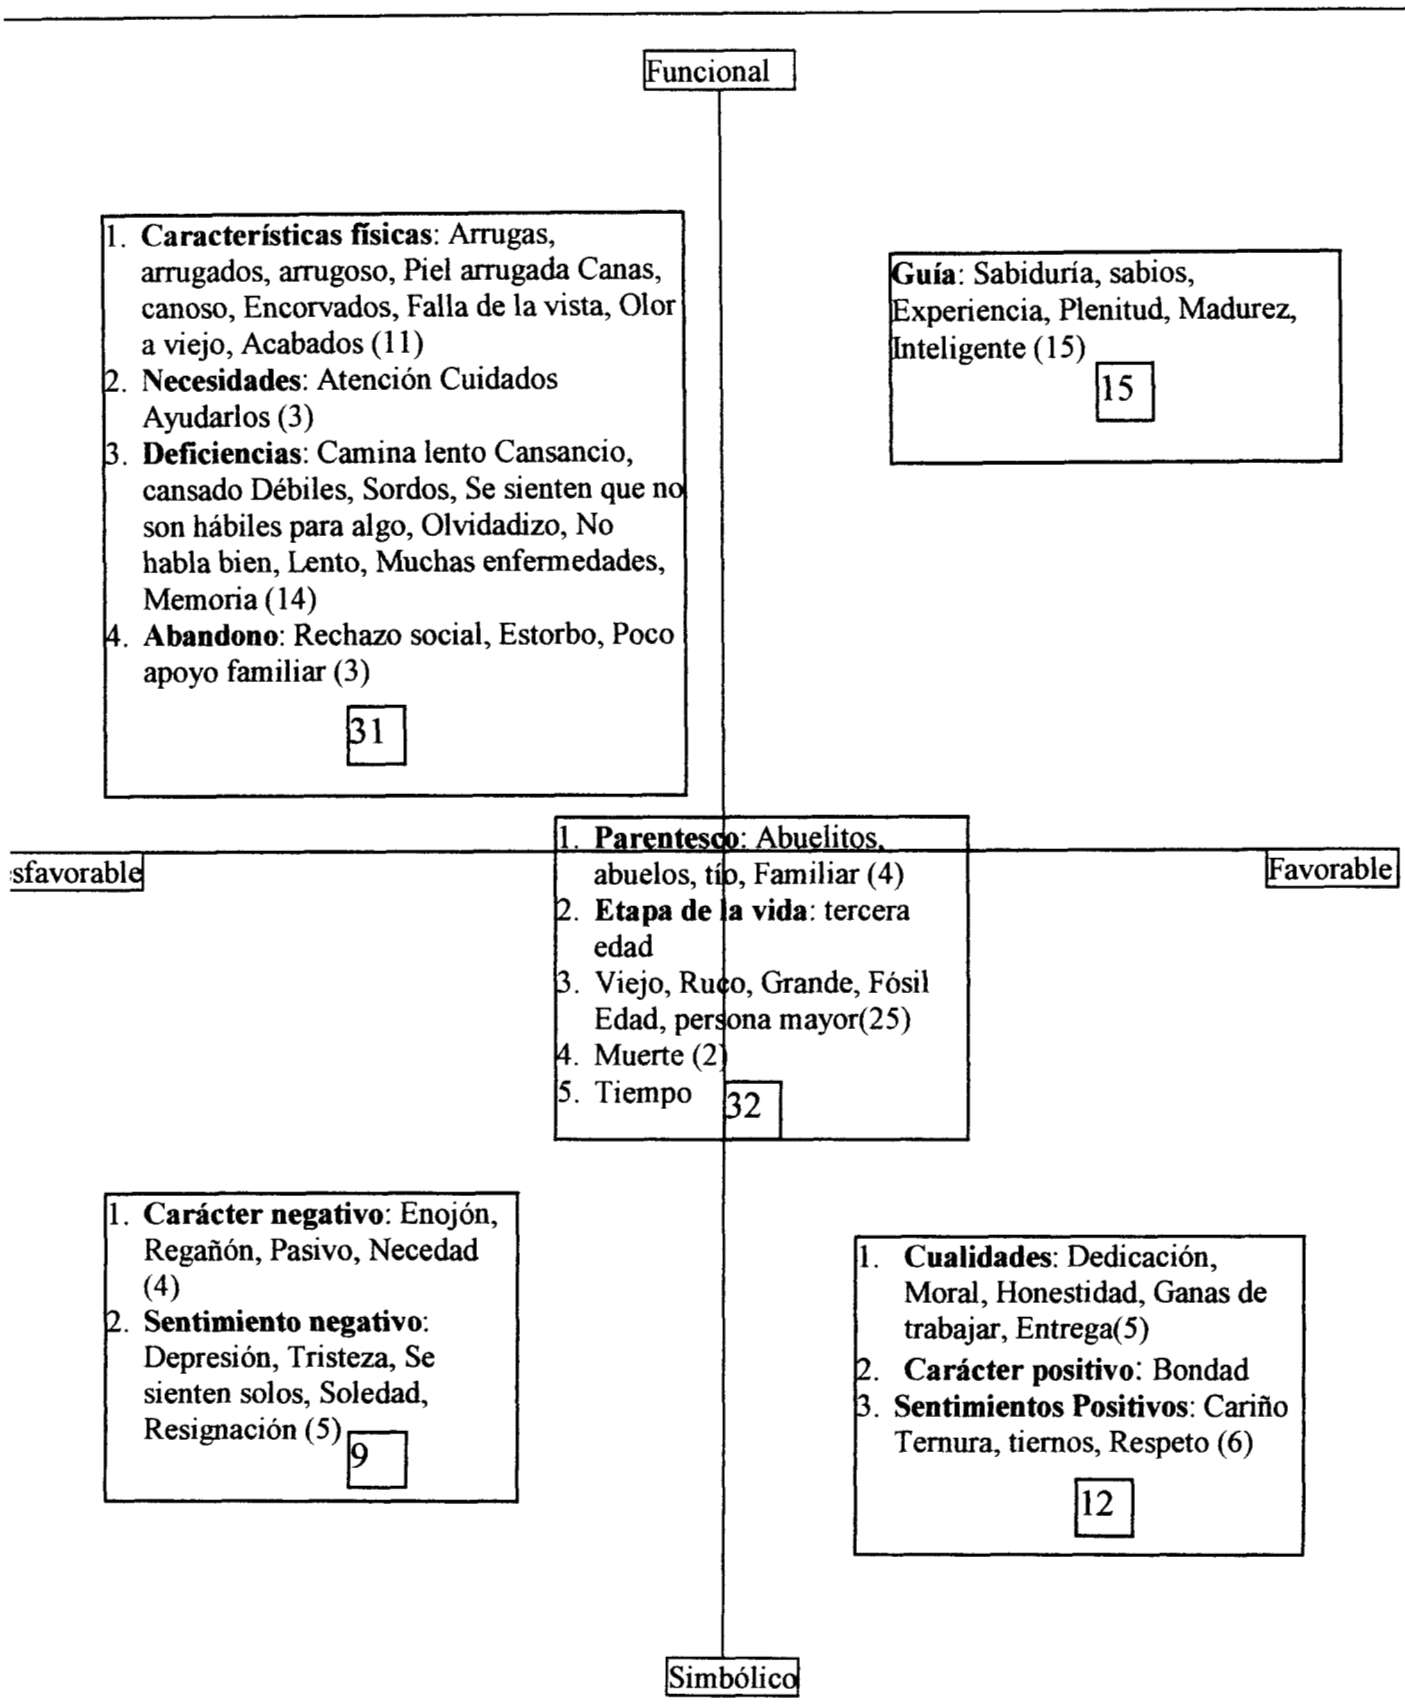 Funcional
1. Características físicas: Arrugas,
arrugados, arrugoso, Piel arrugada Canas,
canoso, Encorvados, Falla de la vista, Olor
a viejo, Acabados (11)
2. Necesidades: Atención Cuidados
Ayudarlos (3)
3. Deficiencias: Camina lento Cansancio,
cansado Débiles, Sordos, Se sienten que no
son hábiles para algo, Olvidadizo, No
habla bien, Lento, Muchas enfermedades,
Memoria (14)
4. Abandono: Rechazo social, Estorbo, Poco
apoyo familiar (3)
31
Guía: Sabiduría, sabios,
Experiencia, Plenitud, Madurez,
Inteligente (15)
15
sfavorable
1. Parentesco: Abuelitos,
abuelos, tío, Familiar (4)
2. Etapa de la vida: tercera
edad
3. Viejo, Ruco, Grande, Fósil
Edad, persona mayor(25)
4. Muerte (2)
5. Tiempo
32
Favorable
1. Carácter negativo: Enojón,
Regañón, Pasivo, Necedad
(4)
2. Sentimiento negativo:
Depresión, Tristeza, Se
sienten solos, Soledad,
Resignación (5)
9
1. Cualidades: Dedicación,
Moral, Honestidad, Ganas de
trabajar, Entrega(5)
2. Carácter positivo: Bondad
3. Sentimientos Positivos: Cariño
Ternura, tiernos, Respeto (6)
12
Simbólico